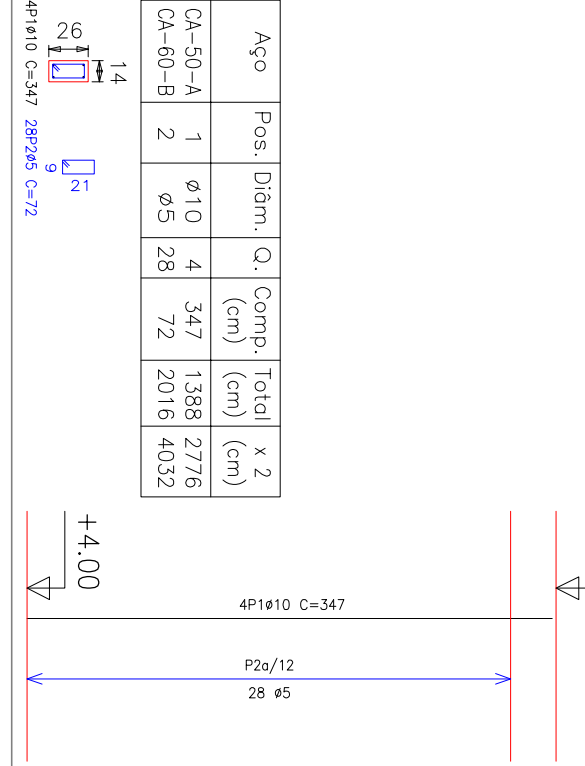 Aço Pos. Diâm. Q. Comp. (cm) Total (cm) x 2 (cm)
CA-50-A 1 Ø10 4 347 1388 2776
CA-60-B 2 Ø5 28 72 2016 4032
14
26
21
9
4P1Ø10 C=347 28P2Ø5 C=72
+4.00
4P1Ø10 C=347
P2a/12
28 Ø5